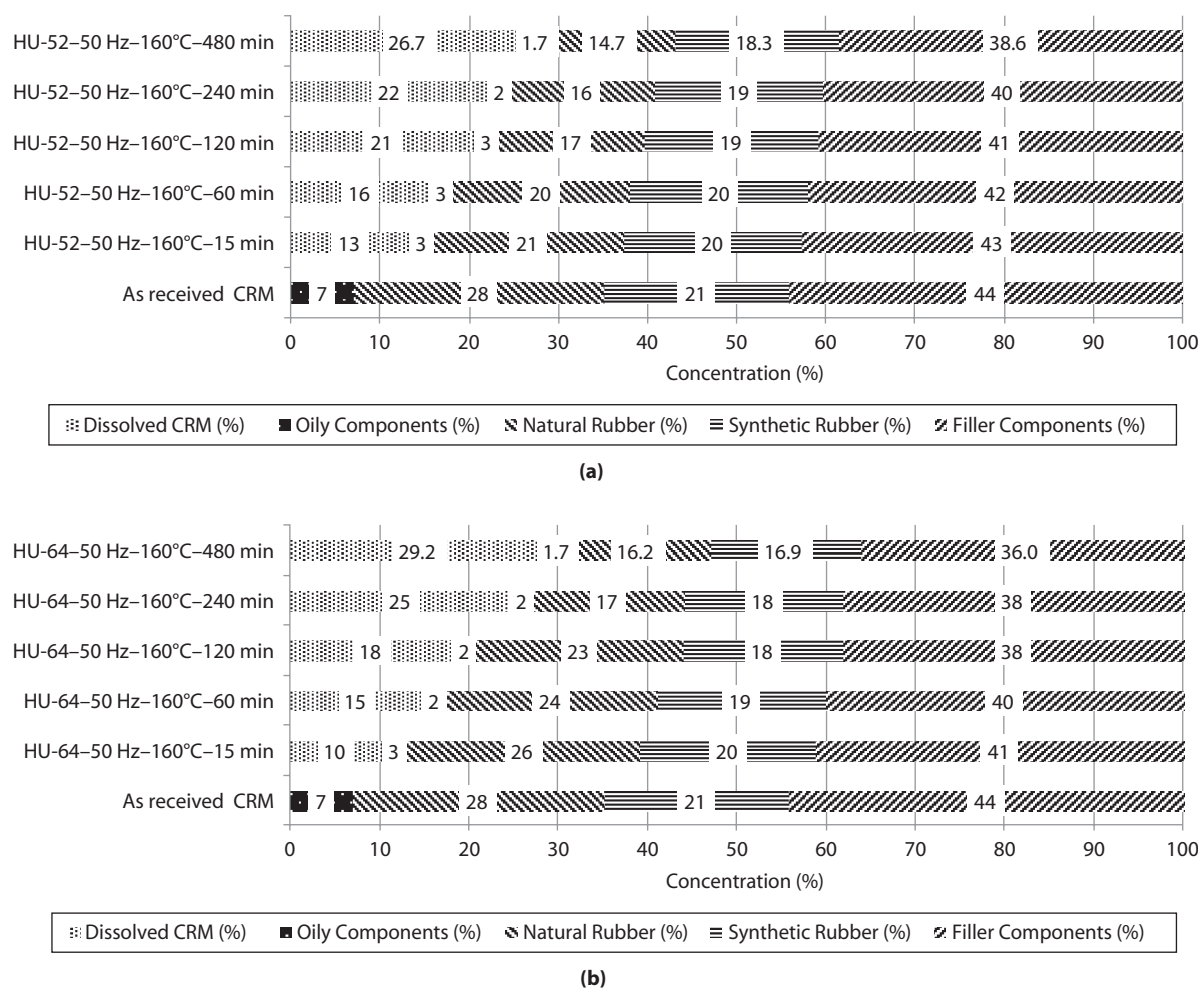 HU-52–50 Hz–160°C–480 min 26.7 1.7 14.7 18.3 38.6
HU-52–50 Hz–160°C–240 min 22 2 16 19 40
HU-52–50 Hz–160°C–120 min 21 3 17 19 41
HU-52–50 Hz–160°C–60 min 16 3 20 20 42
HU-52–50 Hz–160°C–15 min 13 3 21 20 43
As received CRM 7 28 21 44
0 10 20 30 40 50 60 70 80 90 100
Concentration (%)
Dissolved CRM (%) Oily Components (%) Natural Rubber (%) Synthetic Rubber (%) Filler Components (%)
(a)
HU-64–50 Hz–160°C–480 min 29.2 1.7 16.2 16.9 36.0
HU-64–50 Hz–160°C–240 min 25 2 17 18 38
HU-64–50 Hz–160°C–120 min 18 2 23 18 38
HU-64–50 Hz–160°C–60 min 15 2 24 19 40
HU-64–50 Hz–160°C–15 min 10 3 26 20 41
As received CRM 7 28 21 44
0 10 20 30 40 50 60 70 80 90 100
Concentration (%)
Dissolved CRM (%) Oily Components (%) Natural Rubber (%) Synthetic Rubber (%) Filler Components (%)
(b)